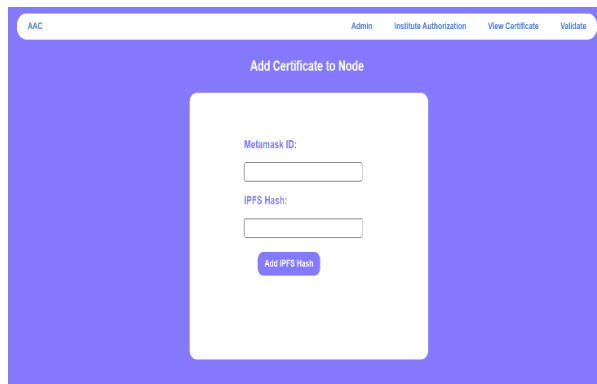 AAC Admin Institute Authorization View Certificate Validate
Add Certificate to Node
Metamask ID:
IPFS Hash:
Add IPFS Hash